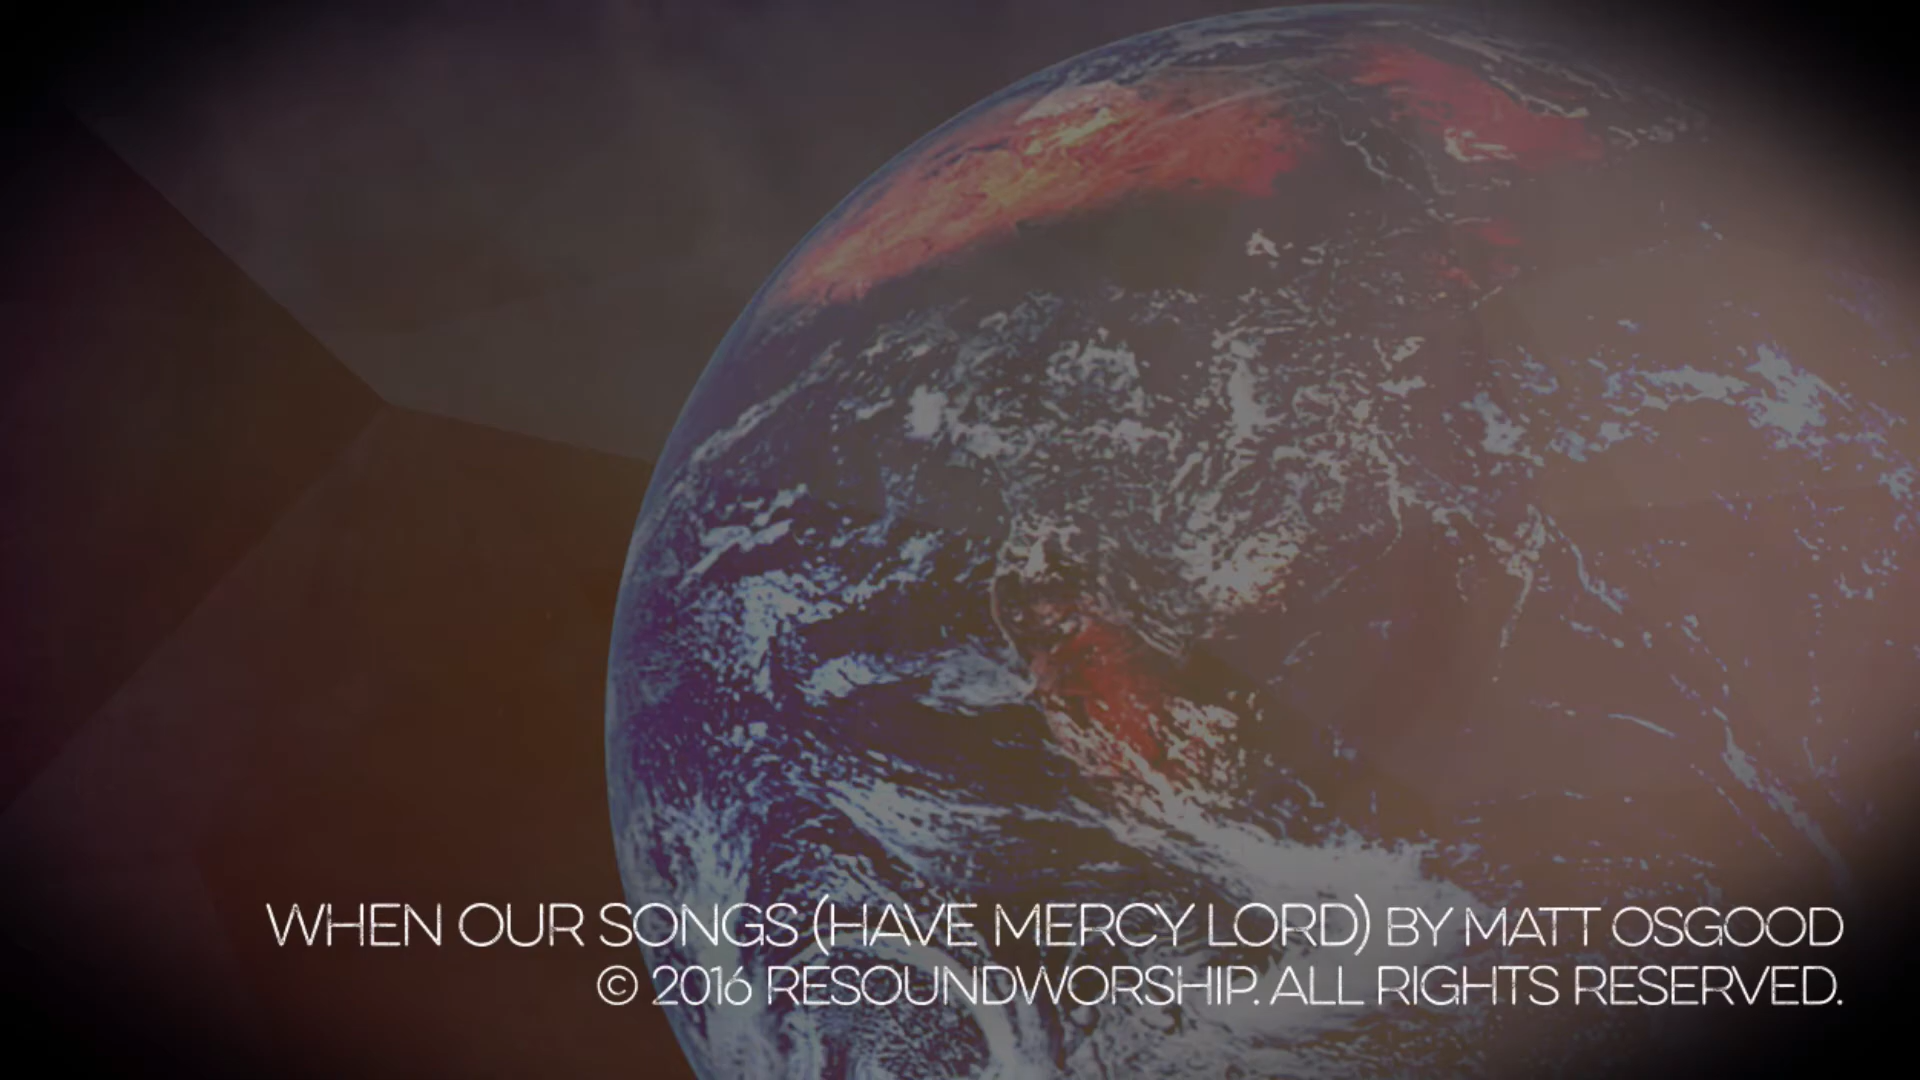 WHEN OUR SONGS (HAVE MERCY LORD) BY MATT OSGOOD
© 2016 RESOUNDWORSHIP. ALL RIGHTS RESERVED.